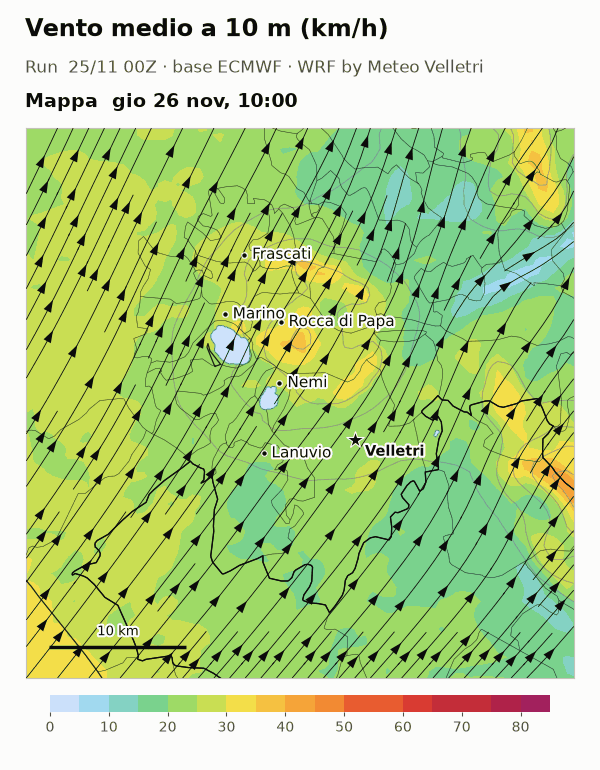 Vento medio a 10 m (km/h)
Run 25/11 00Z · base ECMWF · WRF by Meteo Velletri
Mappa gio 26 nov, 10:00
Frascati
Marino
Rocca di Papa
Nemi
Velletri
Lanuvio
10 km
0 10 20 30 40 50 60 70 80